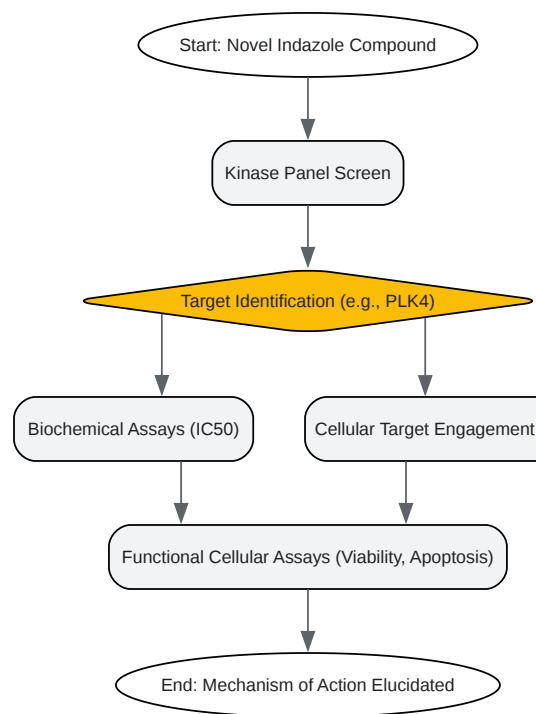 Start: Novel Indazole Compound
Kinase Panel Screen
Target Identification (e.g., PLK4)
Biochemical Assays (IC50)
Cellular Target Engagement
Functional Cellular Assays (Viability, Apoptosis)
End: Mechanism of Action Elucidated